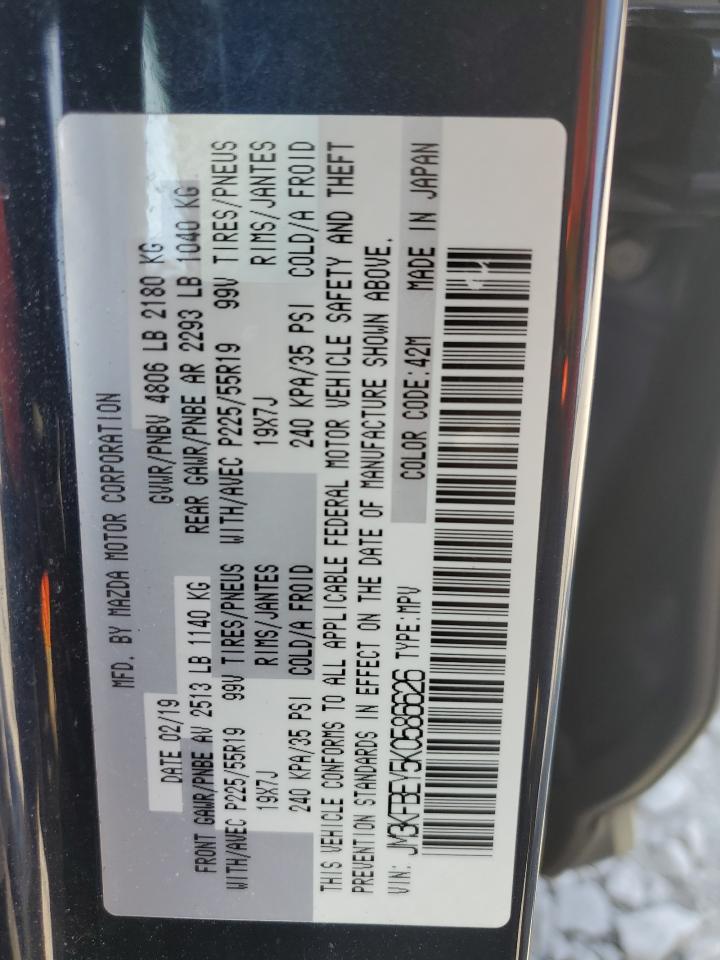 MFD. BY MAZDA MOTOR CORPORATION
DATE 02/19 GVWR/PNBV 4806 LB 2180 KG
FRONT GAWR/PNBE AV 2513 LB 1140 KG REAR GAWR/PNBE AR 2293 LB 1040 KG
WITH/AVEC P225/55R19 99V TIRES/PNEUS WITH/AVEC P225/55R19 99V TIRES/PNEUS
19X7J RIMS/JANTES 19X7J RIMS/JANTES
240 KPA/35 PSI COLD/A FROID 240 KPA/35 PSI COLD/A FROID
THIS VEHICLE CONFORMS TO ALL APPLICABLE FEDERAL MOTOR VEHICLE SAFETY AND THEFT
PREVENTION STANDARDS IN EFFECT ON THE DATE OF MANUFACTURE SHOWN ABOVE.
VIN: JM3KFBEY5K0586626 TYPE:MPV COLOR CODE:42M MADE IN JAPAN